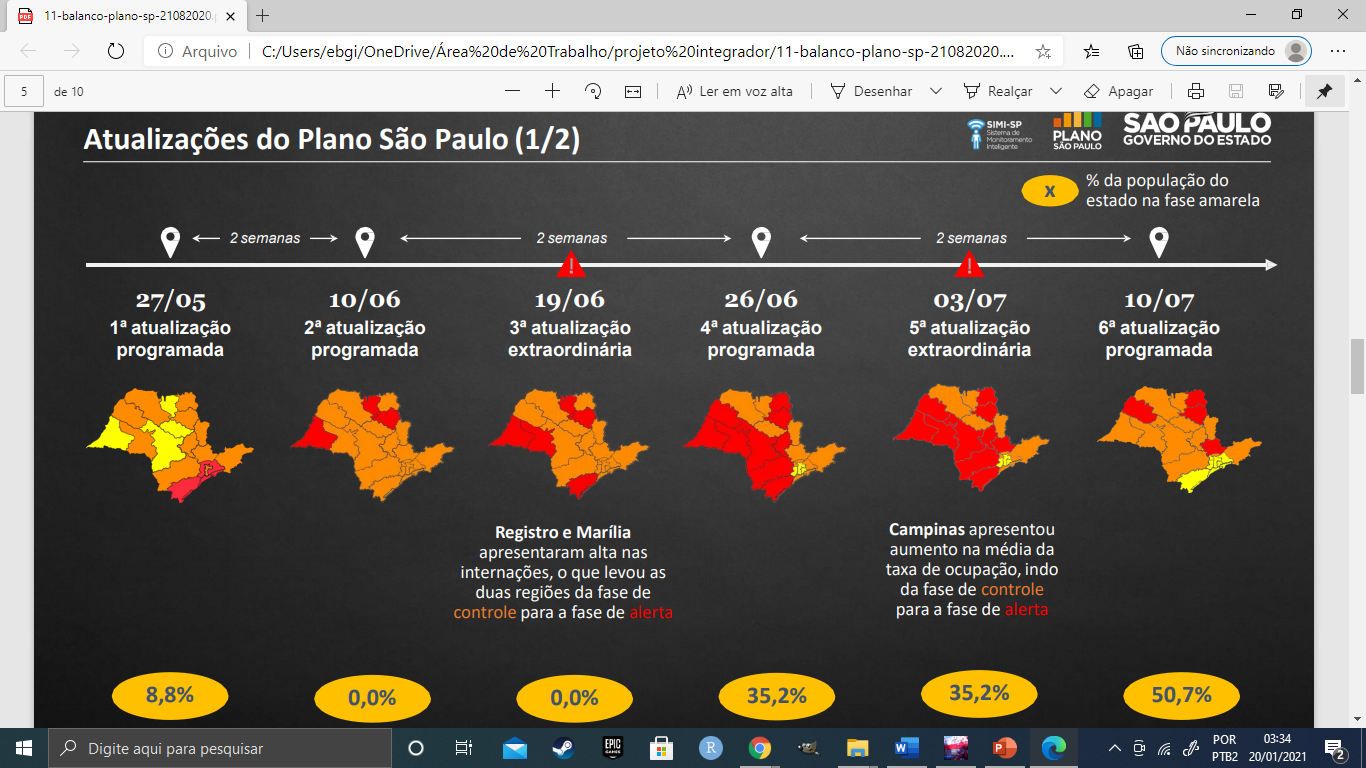 11-balanco-plano-sp-21082020.
Arquivo
C:/Users/ebgi/OneDrive/Área%20de%20Trabalho/projeto%20integrador/11-balanco-plano-sp-21082020....
Não sincronizando
5
de 10
Ler em voz alta
Desenhar
Realçar
Apagar
Atualizações do Plano São Paulo (1/2)
SIMI-SP
Sistema de
Monitoramento
Inteligente
PLANO
SÃO PAULO
SÃO PAULO
GOVERNO DO ESTADO
X
% da população do
estado na fase amarela
2 semanas
2 semanas
2 semanas
27/05
1ª atualização
programada
10/06
2ª atualização
programada
19/06
3ª atualização
extraordinária
26/06
4ª atualização
programada
03/07
5ª atualização
extraordinária
10/07
6ª atualização
programada
Registro e Marília
apresentaram alta nas
internações, o que levou as
duas regiões da fase de
controle para a fase de alerta
Campinas apresentou
aumento na média da
taxa de ocupação, indo
da fase de controle
para a fase de alerta
8,8%
0,0%
0,0%
35,2%
35,2%
50,7%
Digite aqui para pesquisar
EPIC
GAMES
R
W
P
POR
PTB2
03:34
20/01/2021
2